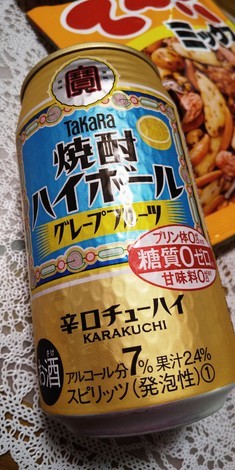 寳
TaKaRa
焼酎
ハイボール
グレープフルーツ
プリン体0
糖質0ゼロ
甘味料0
辛口チューハイ
KARAKUCHI
お酒
アルコール分7% 果汁2.4%
スピリッツ(発泡性)①
ミックス